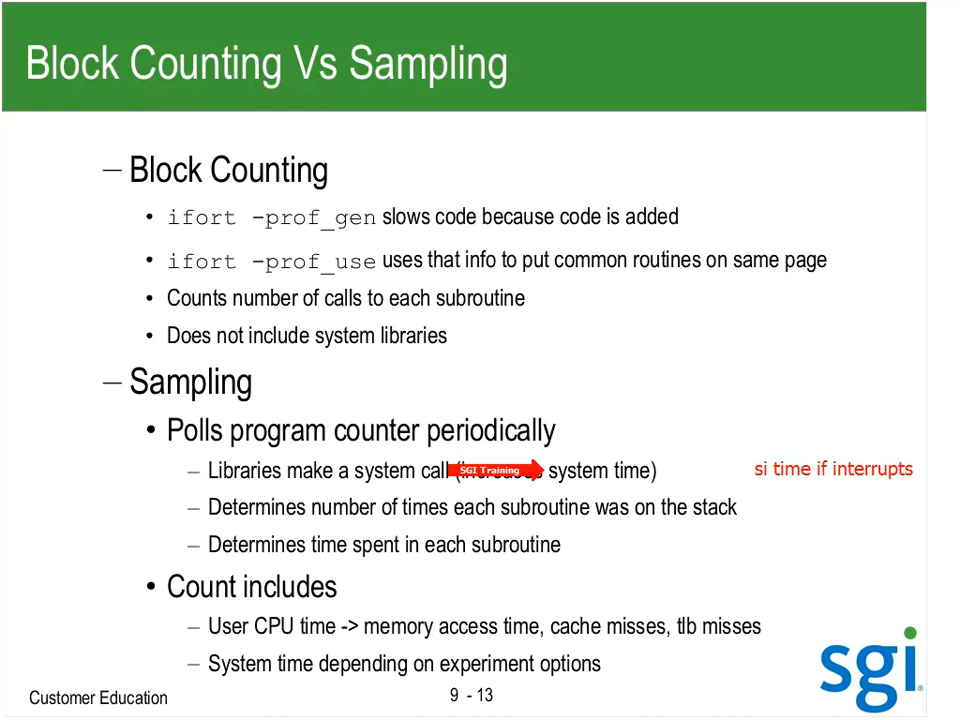 Block Counting Vs Sampling
– Block Counting
• ifort -prof_gen slows code because code is added
• ifort -prof_use uses that info to put common routines on same page
• Counts number of calls to each subroutine
• Does not include system libraries
– Sampling
• Polls program counter periodically
– Libraries make a system call (increases system time) si time if interrupts
SGI Training
– Determines number of times each subroutine was on the stack
– Determines time spent in each subroutine
• Count includes
– User CPU time -> memory access time, cache misses, tlb misses
– System time depending on experiment options
sgi®
Customer Education 9 - 13